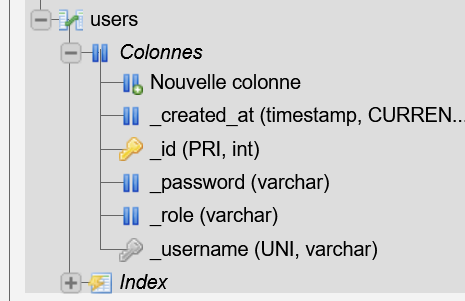 users
Colonnes
Nouvelle colonne
_created_at (timestamp, CURREN...
_id (PRI, int)
_password (varchar)
_role (varchar)
_username (UNI, varchar)
Index